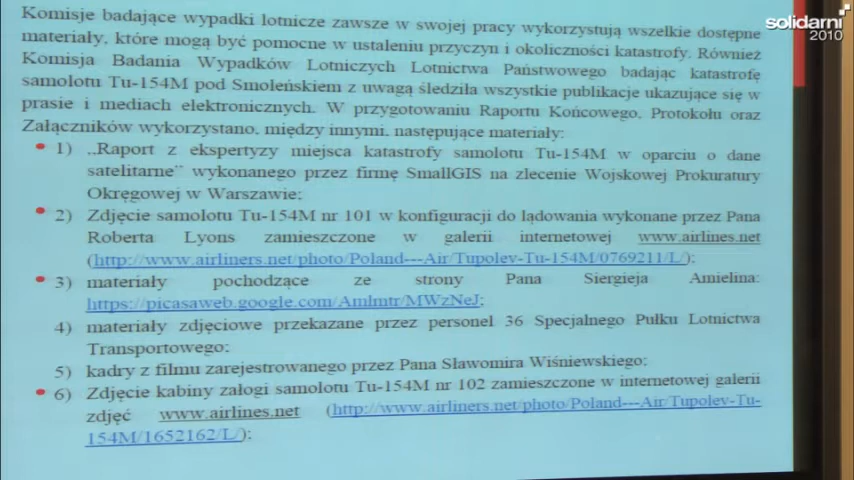 solidarni
2010
Komisje badające wypadki lotnicze zawsze w swojej pracy wykorzystują wszelkie dostępne
materiały, które mogą być pomocne w ustaleniu przyczyn i okoliczności katastrofy. Również
Komisja Badania Wypadków Lotniczych Lotnictwa Państwowego badając katastrofę
samolotu Tu-154M pod Smoleńskiem z uwagą śledziła wszystkie publikacje ukazujące się w
prasie i mediach elektronicznych. W przygotowaniu Raportu Końcowego, Protokołu oraz
Załączników wykorzystano, między innymi, następujące materiały:
1) „Raport z ekspertyzy miejsca katastrofy samolotu Tu-154M w oparciu o dane
satelitarne" wykonanego przez firmę SmallGIS na zlecenie Wojskowej Prokuratury
Okręgowej w Warszawie;
2) Zdjęcie samolotu Tu-154M nr 101 w konfiguracji do lądowania wykonane przez Pana
Roberta Lyons zamieszczone w galerii internetowej www.airlines.net
(http://www.airliners.net/photo/Poland---Air/Tupolev-Tu-154M/0769211/L/);
3) materiały pochodzące ze strony Pana Siergieja Amielina:
https://picasaweb.google.com/Amlmtr/MWzNeJ;
4) materiały zdjęciowe przekazane przez personel 36 Specjalnego Pułku Lotnictwa
Transportowego;
5) kadry z filmu zarejestrowanego przez Pana Sławomira Wiśniewskiego;
6) Zdjęcie kabiny załogi samolotu Tu-154M nr 102 zamieszczone w internetowej galerii
zdjęć www.airlines.net (http://www.airliners.net/photo/Poland---Air/Tupolev-Tu-
154M/1652162/L/);